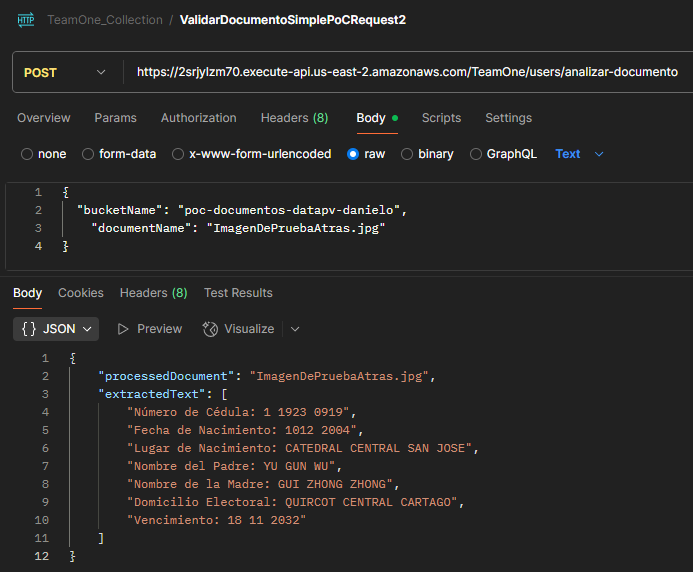 HTTP TeamOne_Collection / ValidarDocumentoSimplePoCRequest2
POST https://2srjylzm70.execute-api.us-east-2.amazonaws.com/TeamOne/users/analizar-documento
Overview Params Authorization Headers (8) Body Scripts Settings
none form-data x-www-form-urlencoded raw binary GraphQL Text
1 {
2 "bucketName": "poc-documentos-datapv-danielo",
3 "documentName": "ImagenDePruebaAtras.jpg"
4 }
Body Cookies Headers (8) Test Results
{} JSON Preview Visualize
1 {
2 "processedDocument": "ImagenDePruebaAtras.jpg",
3 "extractedText": [
4 "Número de Cédula: 1 1923 0919",
5 "Fecha de Nacimiento: 1012 2004",
6 "Lugar de Nacimiento: CATEDRAL CENTRAL SAN JOSE",
7 "Nombre del Padre: YU GUN WU",
8 "Nombre de la Madre: GUI ZHONG ZHONG",
9 "Domicilio Electoral: QUIRCOT CENTRAL CARTAGO",
10 "Vencimiento: 18 11 2032"
11 ]
12 }